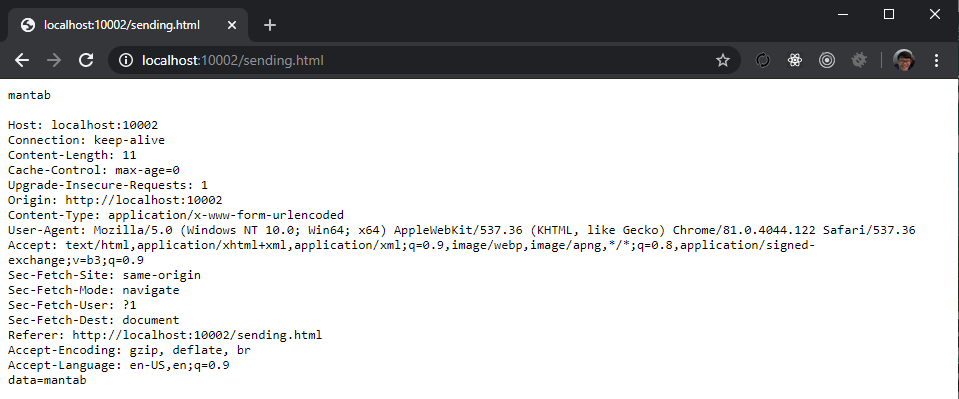 localhost:10002/sending.html
localhost:10002/sending.html
mantab
Host: localhost:10002
Connection: keep-alive
Content-Length: 11
Cache-Control: max-age=0
Upgrade-Insecure-Requests: 1
Origin: http://localhost:10002
Content-Type: application/x-www-form-urlencoded
User-Agent: Mozilla/5.0 (Windows NT 10.0; Win64; x64) AppleWebKit/537.36 (KHTML, like Gecko) Chrome/81.0.4044.122 Safari/537.36
Accept: text/html,application/xhtml+xml,application/xml;q=0.9,image/webp,image/apng,*/*;q=0.8,application/signed-
exchange;v=b3;q=0.9
Sec-Fetch-Site: same-origin
Sec-Fetch-Mode: navigate
Sec-Fetch-User: ?1
Sec-Fetch-Dest: document
Referer: http://localhost:10002/sending.html
Accept-Encoding: gzip, deflate, br
Accept-Language: en-US,en;q=0.9
data=mantab